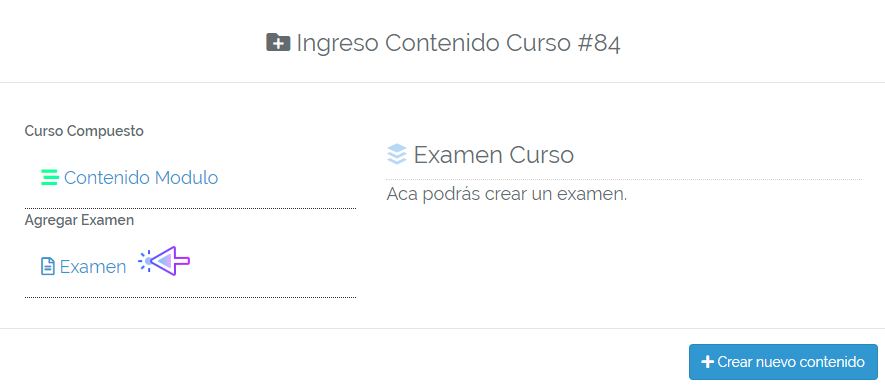 Ingreso Contenido Curso #84
Curso Compuesto
Contenido Modulo
Agregar Examen
Examen
Examen Curso
Aca podrás crear un examen.
Crear nuevo contenido